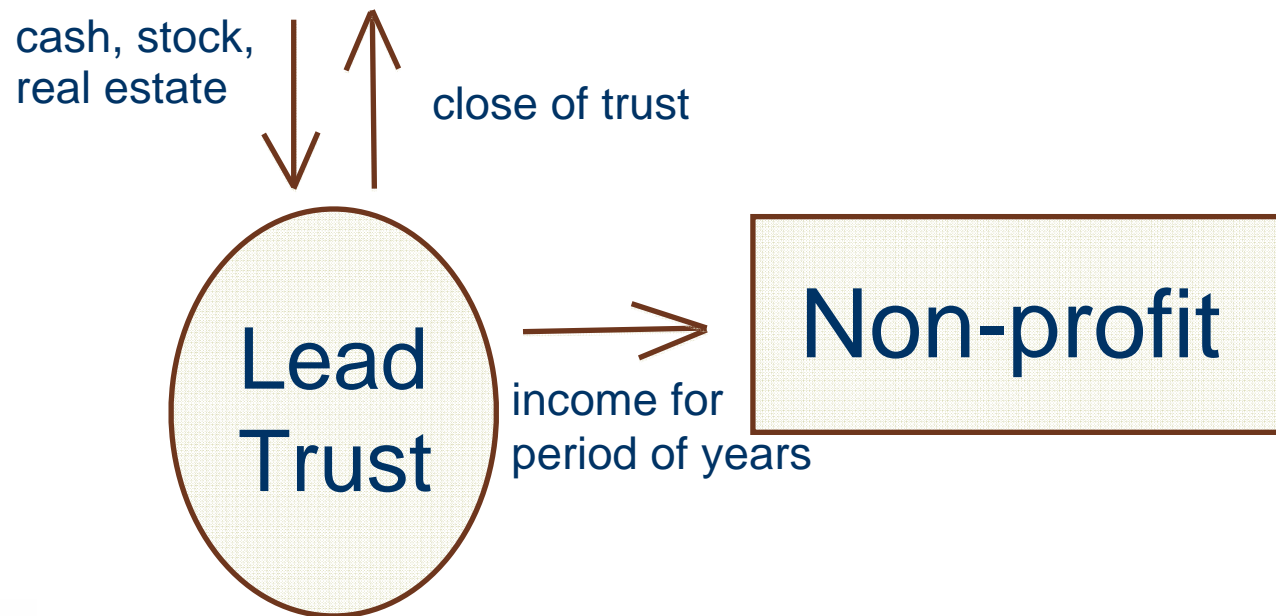 cash, stock,
real estate
close of trust
Lead
Trust
income for
period of years
Non-profit